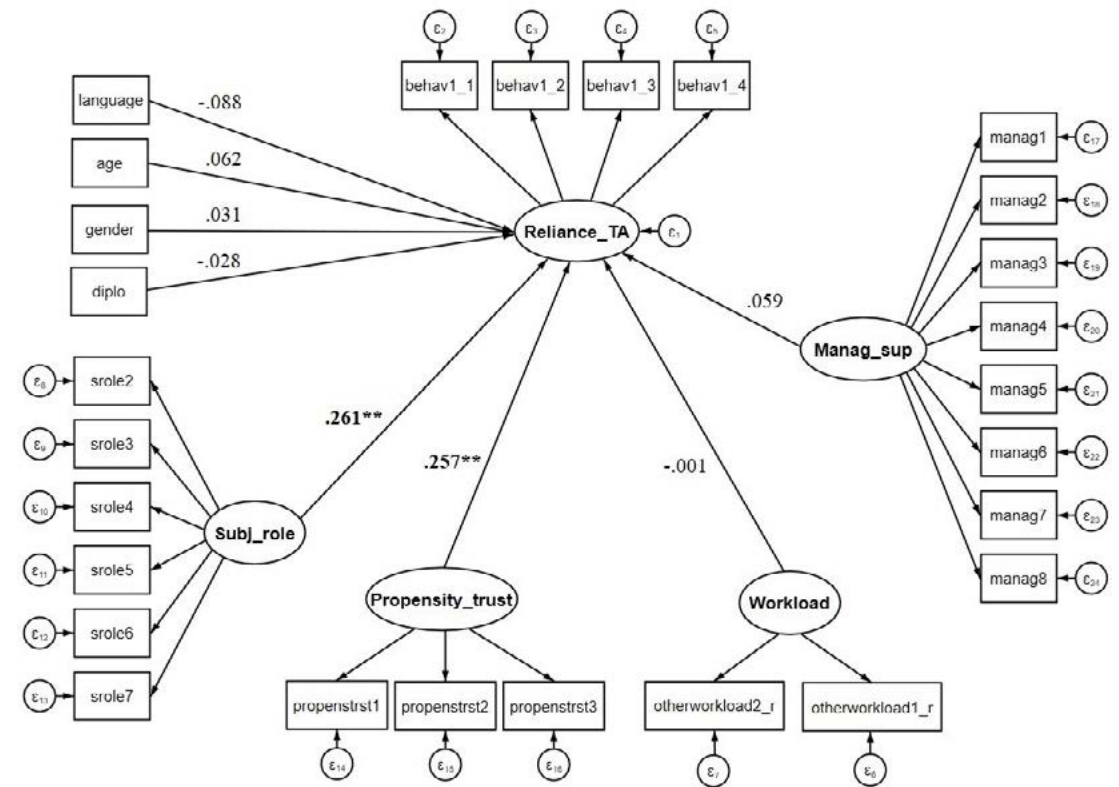 ε₂
ε₃
ε₄
ε₅
behav1_1
behav1_2
behav1_3
behav1_4
language
age
gender
diplo
-.088
.062
.031
-.028
Reliance_TA
ε₁
manag1
ε₁₇
manag2
ε₁₈
manag3
ε₁₉
manag4
ε₂₀
manag5
ε₂₁
manag6
ε₂₂
manag7
ε₂₃
manag8
ε₂₄
.059
Manag_sup
ε₈
srole2
ε₉
srole3
ε₁₀
srole4
ε₁₁
srole5
ε₁₂
srole6
ε₁₃
srole7
Subj_role
.261**
.257**
-.001
Propensity_trust
Workload
propenstrst1
propenstrst2
propenstrst3
otherworkload2_r
otherworkload1_r
ε₁₄
ε₁₅
ε₁₆
ε₇
ε₆